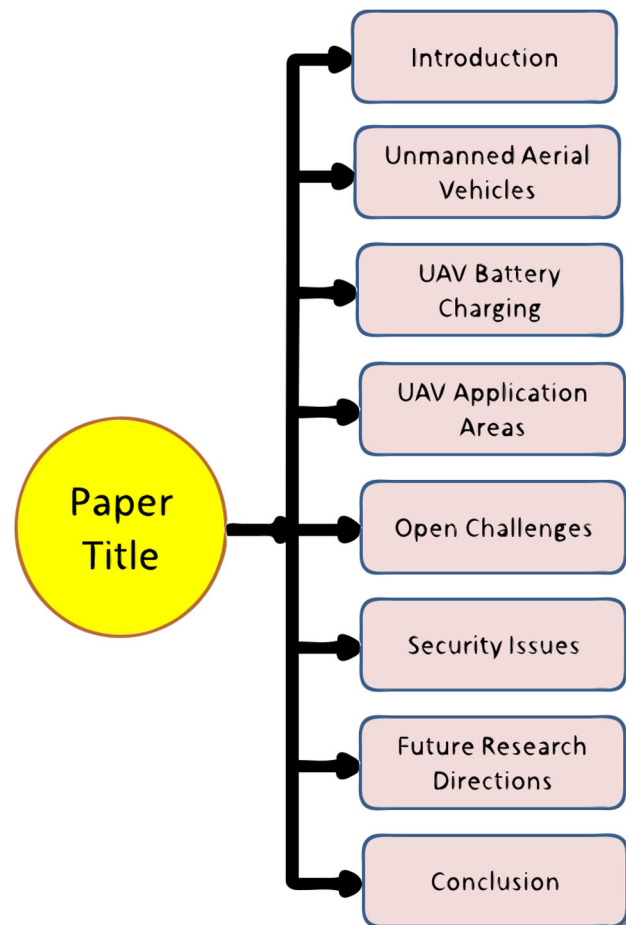 Introduction
Unmanned Aerial
Vehicles
UAV Battery
Charging
UAV Application
Areas
Paper
Title
Open Challenges
Security Issues
Future Research
Directions
Conclusion